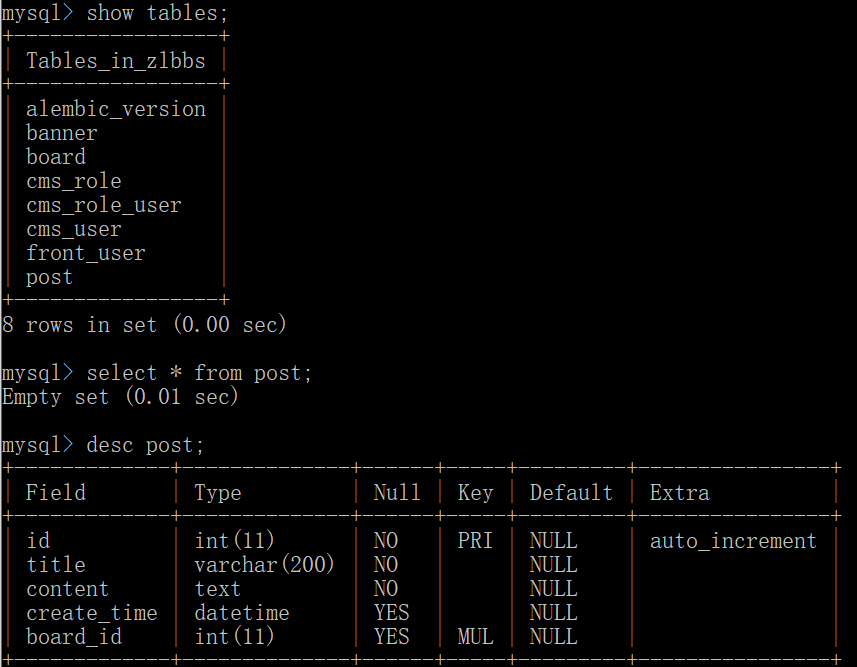 mysql> show tables;
+-----------------+
| Tables_in_zlbbs |
+-----------------+
| alembic_version |
| banner          |
| board           |
| cms_role        |
| cms_role_user   |
| cms_user        |
| front_user      |
| post            |
+-----------------+
8 rows in set (0.00 sec)
mysql> select * from post;
Empty set (0.01 sec)
mysql> desc post;
+-------------+--------------+------+-----+---------+----------------+
| Field       | Type         | Null | Key | Default | Extra          |
+-------------+--------------+------+-----+---------+----------------+
| id          | int(11)      | NO   | PRI | NULL    | auto_increment |
| title       | varchar(200) | NO   |     | NULL    |                |
| content     | text         | NO   |     | NULL    |                |
| create_time | datetime     | YES  |     | NULL    |                |
| board_id    | int(11)      | YES  | MUL | NULL    |                |
+-------------+--------------+------+-----+---------+----------------+